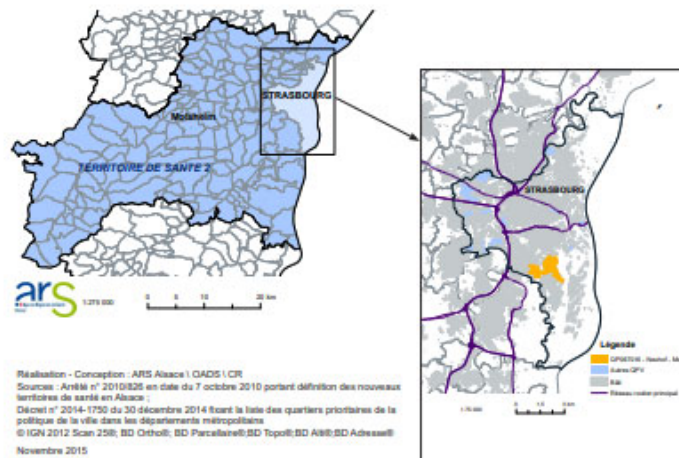 Molsheim
STRASBOURG
TERRITOIRE DE SANTE 2
ars
1:275 000
0 5 10 20 km
Réalisation - Conception : ARS Alsace \ OADS \ CR
Sources : Arrêté n° 2010/826 en date du 7 octobre 2010 portant définition des nouveaux
territoires de santé en Alsace ;
Décret n° 2014-1750 du 30 décembre 2014 fixant la liste des quartiers prioritaires de la
politique de la ville dans les départements métropolitains
© IGN 2012 Scan 25®; BD Ortho®; BD Parcellaire®;BD Topo®;BD Alti®;BD Adresse®
Novembre 2015
STRASBOURG
Légende
Autres QPV
Bâti
Réseau routier principal